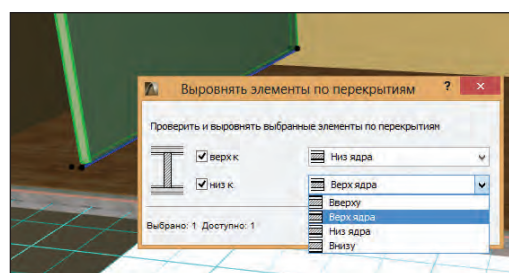 Выровнять элементы по перекрытиям ? ×
Проверить и выровнять выбранные элементы по перекрытиям
верх к Низ ядра
низ к Верх ядра
Вверху
Верх ядра
Выбрано: 1 Доступно: 1 Низ ядра
Внизу